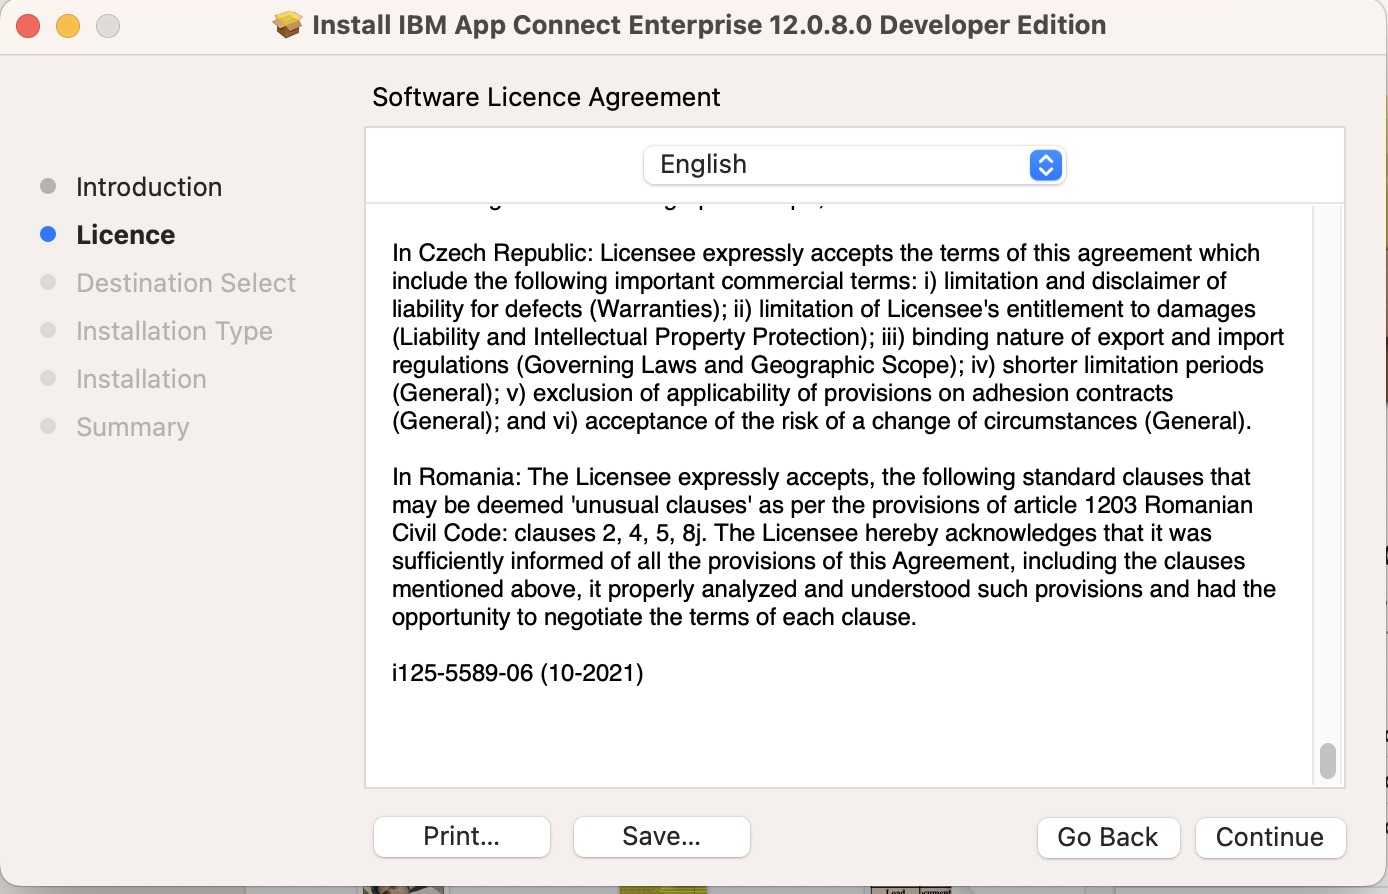 Install IBM App Connect Enterprise 12.0.8.0 Developer Edition
Software Licence Agreement
Introduction
Licence
Destination Select
Installation Type
Installation
Summary
English
In Czech Republic: Licensee expressly accepts the terms of this agreement which
include the following important commercial terms: i) limitation and disclaimer of
liability for defects (Warranties); ii) limitation of Licensee's entitlement to damages
(Liability and Intellectual Property Protection); iii) binding nature of export and import
regulations (Governing Laws and Geographic Scope); iv) shorter limitation periods
(General); v) exclusion of applicability of provisions on adhesion contracts
(General); and vi) acceptance of the risk of a change of circumstances (General).
In Romania: The Licensee expressly accepts, the following standard clauses that
may be deemed 'unusual clauses' as per the provisions of article 1203 Romanian
Civil Code: clauses 2, 4, 5, 8j. The Licensee hereby acknowledges that it was
sufficiently informed of all the provisions of this Agreement, including the clauses
mentioned above, it properly analyzed and understood such provisions and had the
opportunity to negotiate the terms of each clause.
i125-5589-06 (10-2021)
Print...
Save...
Go Back
Continue